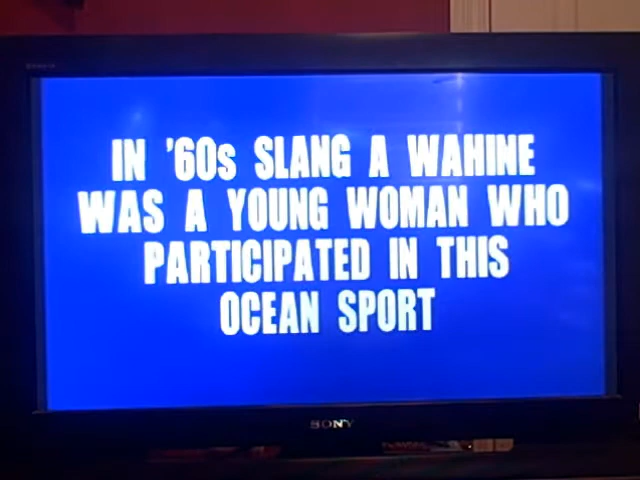 IN '60s SLANG A WAHINE
WAS A YOUNG WOMAN WHO
PARTICIPATED IN THIS
OCEAN SPORT
SONY